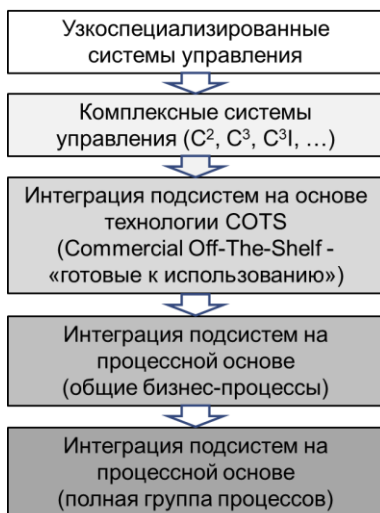 Узкоспециализированные
системы управления
Комплексные системы
управления (C², C³, C³I, …)
Интеграция подсистем на основе
технологии COTS
(Commercial Off-The-Shelf -
«готовые к использованию»)
Интеграция подсистем на
процессной основе
(общие бизнес-процессы)
Интеграция подсистем на
процессной основе
(полная группа процессов)